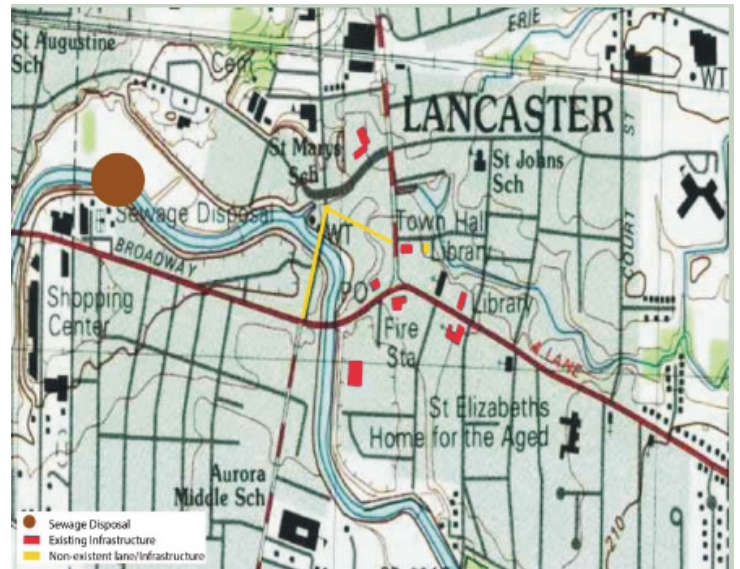 ERIE
St Augustine
Sch
Cem
WT
LANCASTER
ST
St Marys
Sch
St Johns
Sch
Sewage Disposal
Town Hal
WT
Library
COURT
BROADWAY
PO
Library
Shopping
Center
Fire
Sta
4 LANE
St Elizabeths
Home for the Aged
Aurora
Middle Sch
210
Sewage Disposal
Existing Infrastructure
Non-existent lane/Infrastructure